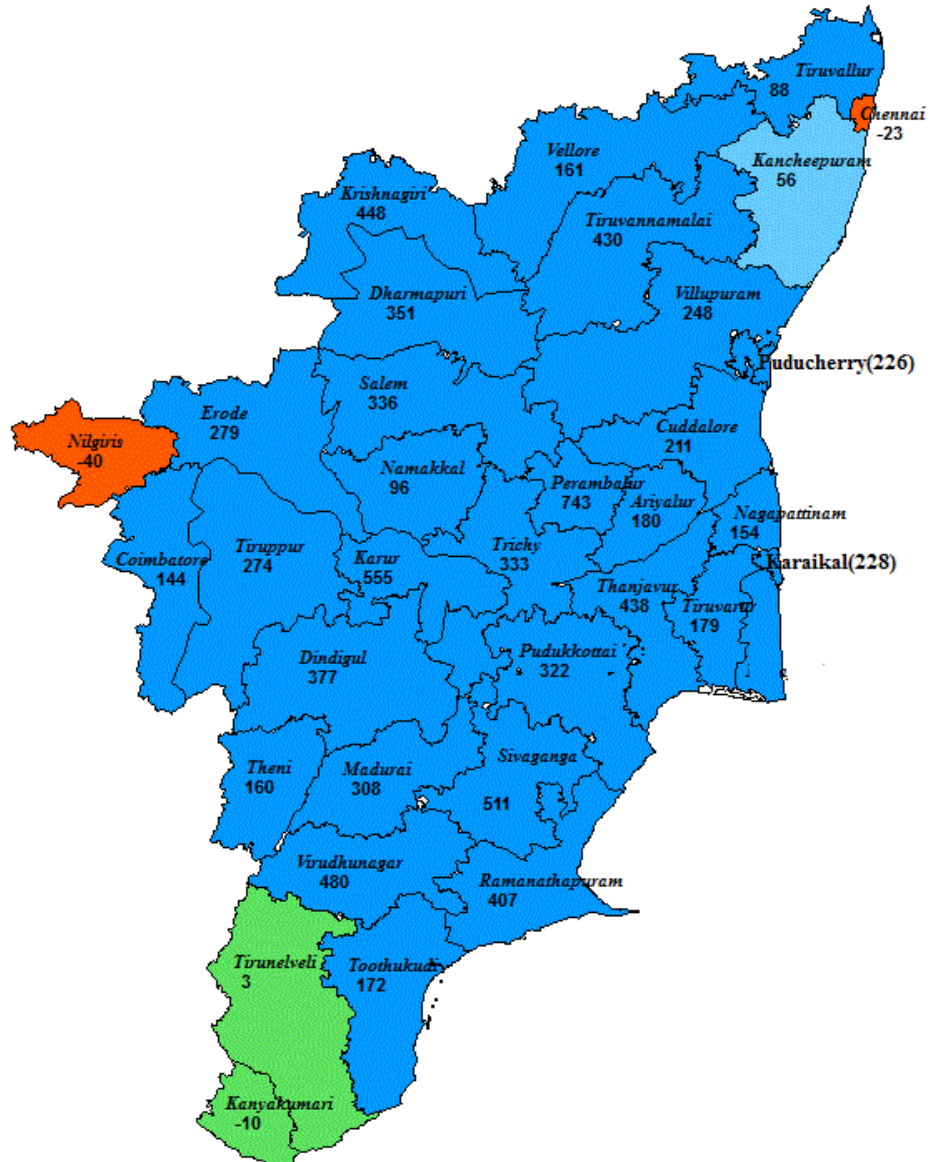 Tiruvallur
88
Chennai
-23
Kancheepuram
56
Vellore
161
Krishnagiri
448
Tiruvannamalai
430
Dharmapuri
351
Villupuram
248
Puducherry(226)
Salem
336
Erode
279
Cuddalore
211
Nilgiris
-40
Namakkal
96
Perambalur
743
Ariyalur
180
Nagapattinam
154
Coimbatore
144
Tiruppur
274
Karur
555
Trichy
333
Karaikal(228)
Thanjavur
438
Tiruvarur
179
Dindigul
377
Pudukkottai
322
Theni
160
Madurai
308
Sivaganga
511
Virudhunagar
480
Ramanathapuram
407
Tirunelveli
3
Toothukudi
172
Kanyakumari
-10